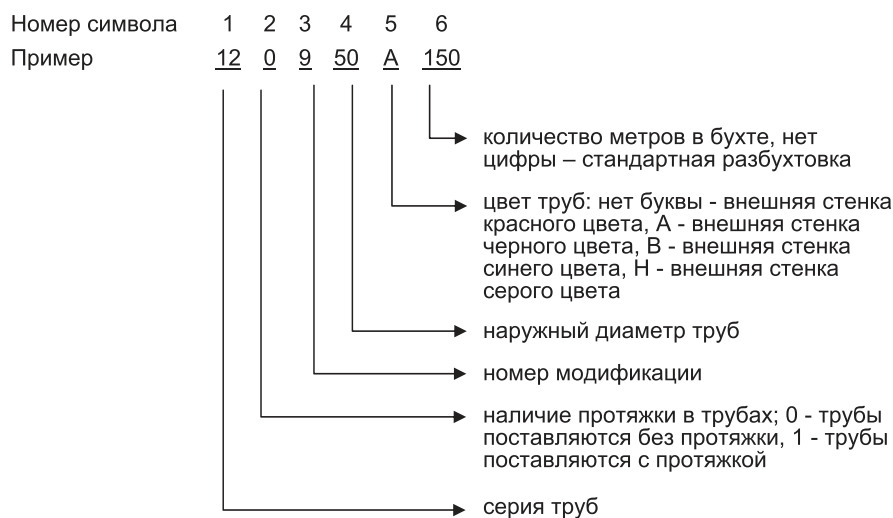 Номер символа 1 2 3 4 5 6
Пример 12 0 9 50 А 150
количество метров в бухте, нет
цифры – стандартная разбухтовка
цвет труб: нет буквы - внешняя стенка
красного цвета, А - внешняя стенка
черного цвета, В - внешняя стенка
синего цвета, Н - внешняя стенка
серого цвета
наружный диаметр труб
номер модификации
наличие протяжки в трубах; 0 - трубы
поставляются без протяжки, 1 - трубы
поставляются с протяжкой
серия труб